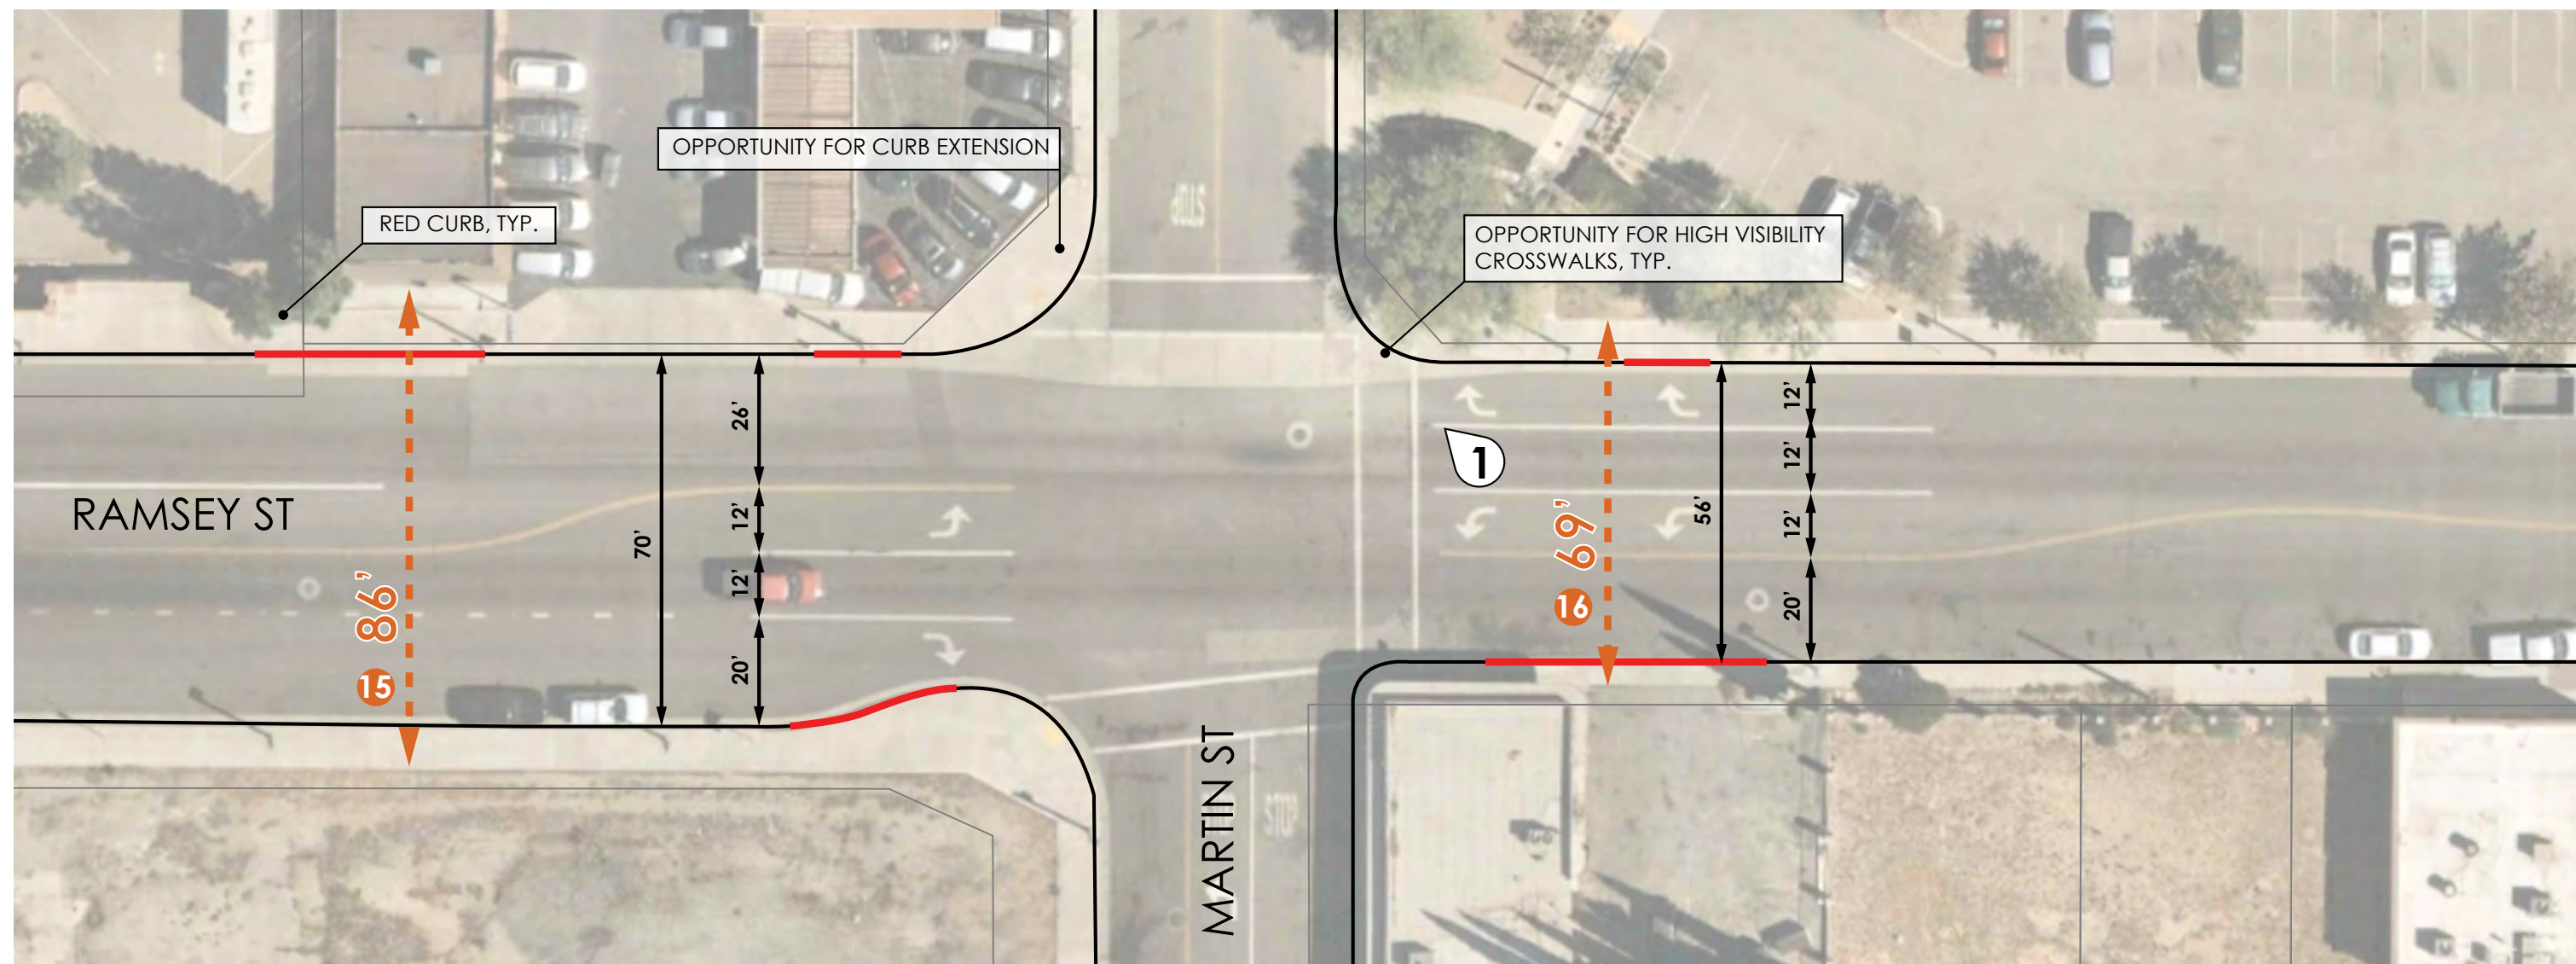 OPPORTUNITY FOR CURB EXTENSION
RED CURB, TYP.
STOP
OPPORTUNITY FOR HIGH VISIBILITY
CROSSWALKS, TYP.
26'
12'
12'
20'
70'
RAMSEY ST
86'
15
1
12'
12'
12'
20'
56'
69'
16
MARTIN ST
STOP